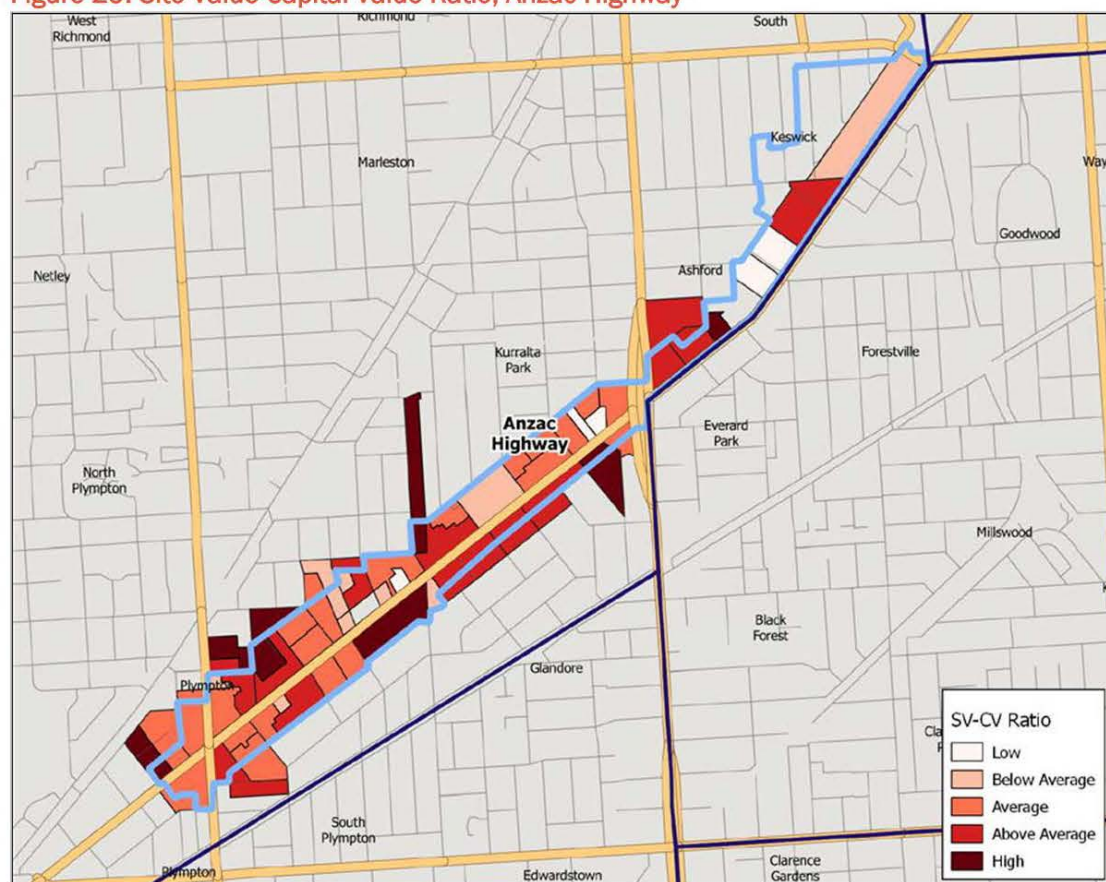 West
Richmond
South
Keswick
Marleston
Goodwood
Netley
Ashford
Kurralta
Park
Forestville
Anzac
Highway
Everard
Park
North
Plympton
Millswood
Black
Forest
Glandore
Plympton
SV-CV Ratio
Low
Below Average
Average
Above Average
High
South
Plympton
Plympton
Edwardstown
Clarence
Gardens